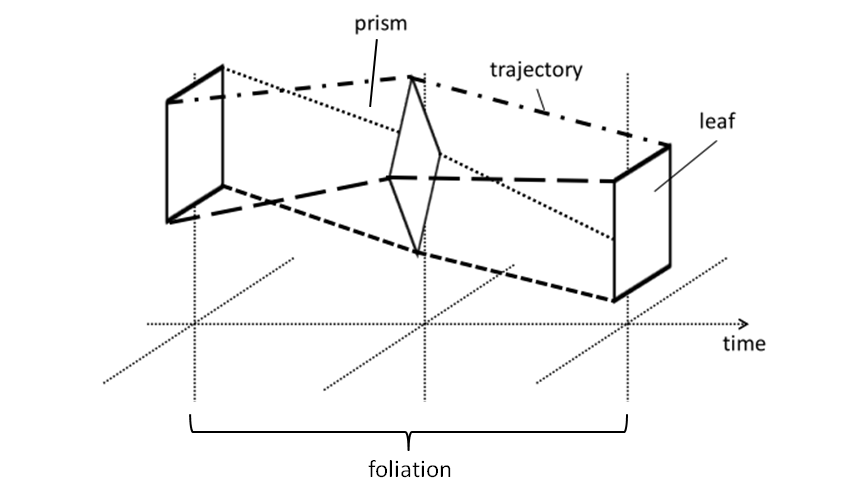 prism
trajectory
leaf
time
foliation